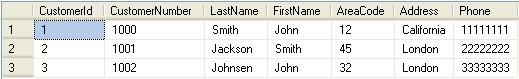 CustomerId CustomerNumber LastName FirstName AreaCode Address Phone
1 1 1000 Smith John 12 California 11111111
2 2 1001 Jackson Smith 45 London 22222222
3 3 1002 Johnsen John 32 London 33333333